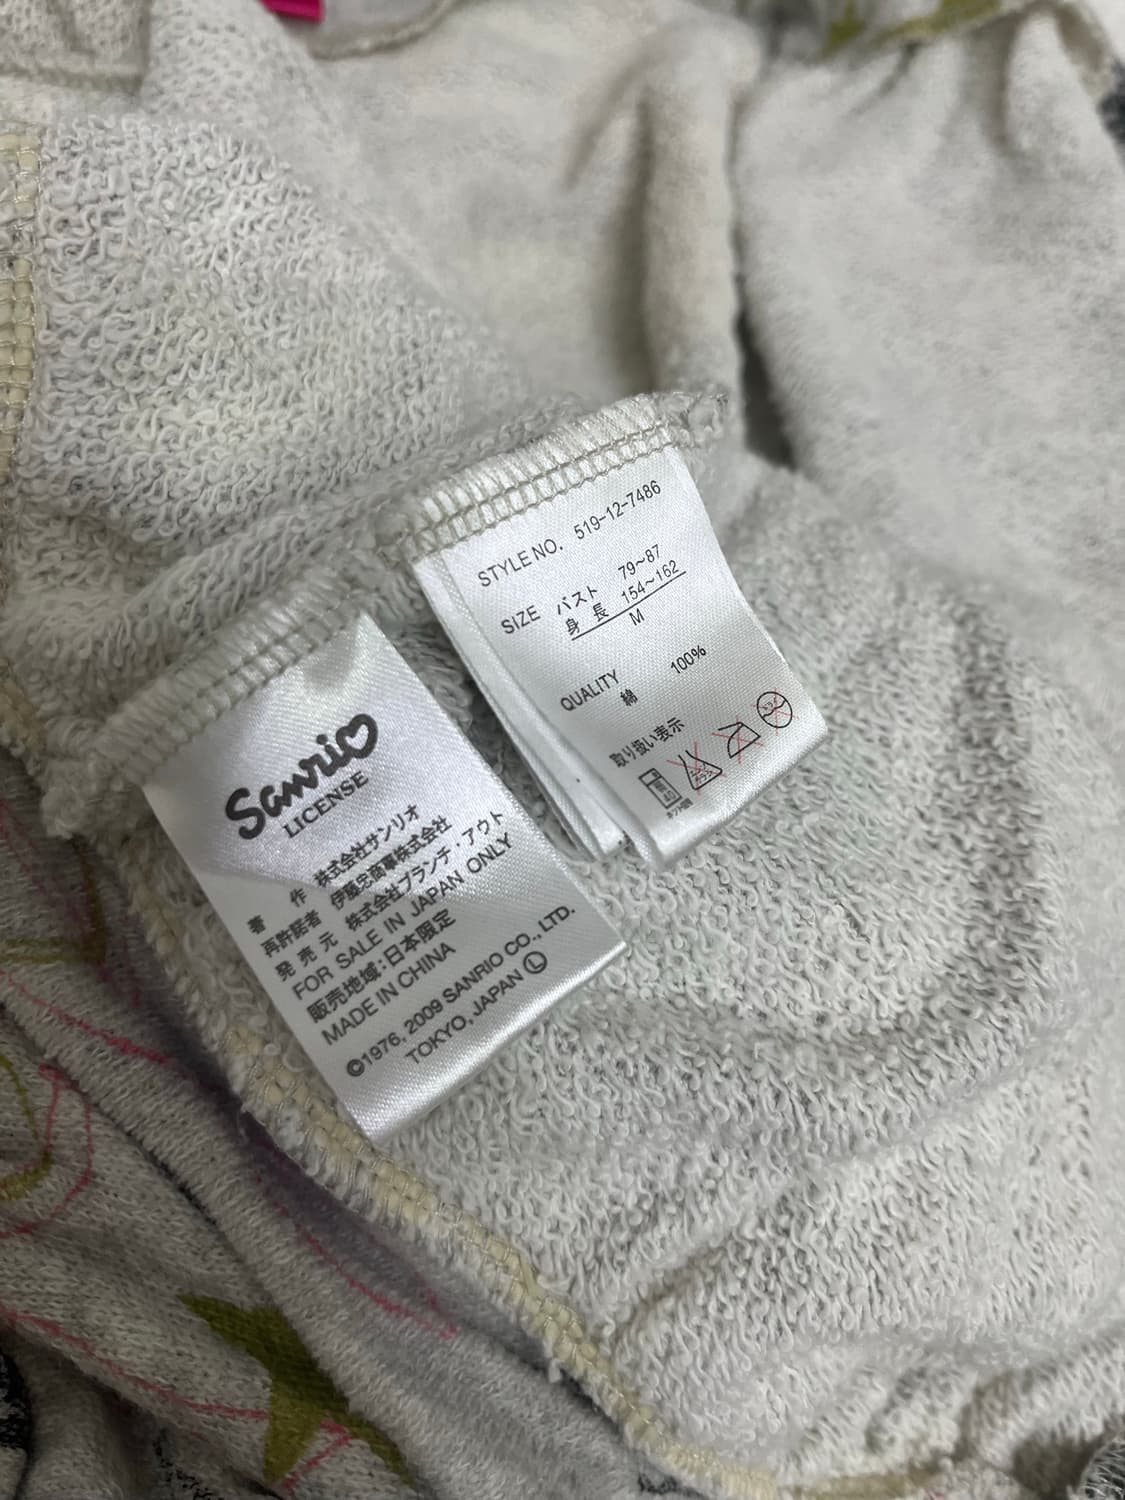 Sanrio
LICENSE
著 作 株式会社サンリオ
再許諾者 伊藤忠商事株式会社
発 売 元 株式会社ブランチ・アウト
FOR SALE IN JAPAN ONLY
販売地域:日本限定
MADE IN CHINA
©1976, 2009 SANRIO CO., LTD.
TOKYO, JAPAN Ⓛ
STYLE NO. 519-12-7486
SIZE バスト 79~87
身 長 154~162
M
QUALITY
綿 100%
取り扱い表示
40